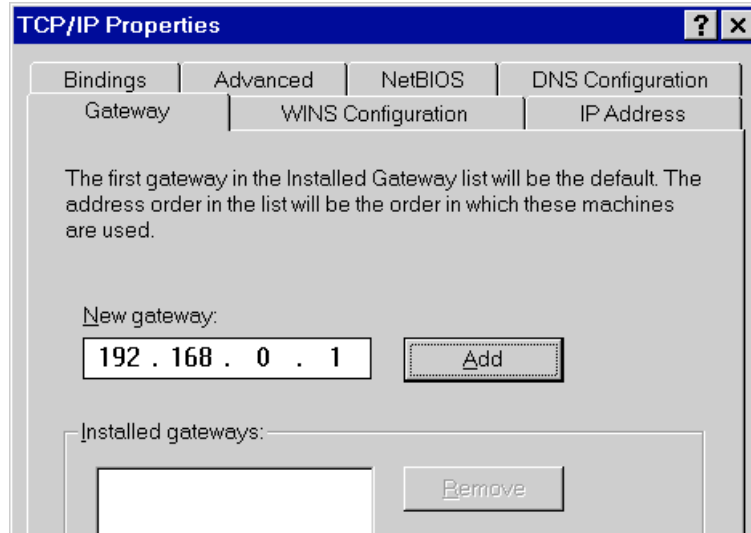 TCP/IP Properties
? X
Bindings Advanced NetBIOS DNS Configuration
Gateway WINS Configuration IP Address
The first gateway in the Installed Gateway list will be the default. The
address order in the list will be the order in which these machines
are used.
New gateway:
192 . 168 . 0 . 1 Add
Installed gateways:
Remove